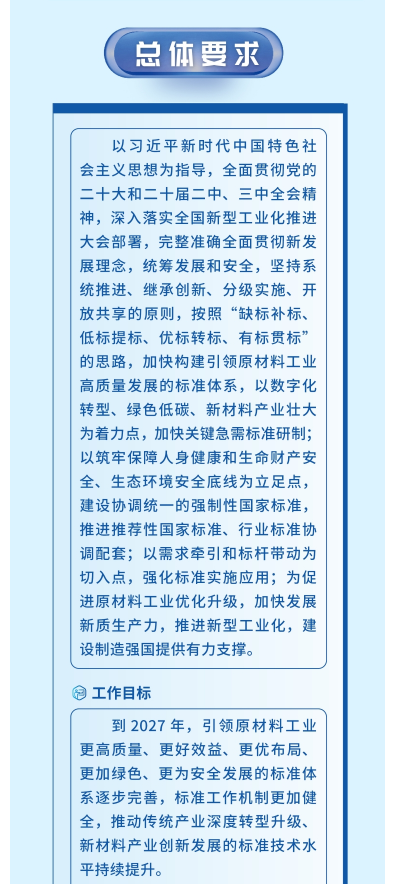 总体要求
以习近平新时代中国特色社
会主义思想为指导，全面贯彻党的
二十大和二十届二中、三中全会精
神，深入落实全国新型工业化推进
大会部署，完整准确全面贯彻新发
展理念，统筹发展和安全，坚持系
统推进、继承创新、分级实施、开
放共享的原则，按照“缺标补标、
低标提标、优标转标、有标贯标”
的思路，加快构建引领原材料工业
高质量发展的标准体系，以数字化
转型、绿色低碳、新材料产业壮大
为着力点，加快关键急需标准研制；
以筑牢保障人身健康和生命财产安
全、生态环境安全底线为立足点，
建设协调统一的强制性国家标准，
推进推荐性国家标准、行业标准协
调配套；以需求牵引和标杆带动为
切入点，强化标准实施应用；为促
进原材料工业优化升级，加快发展
新质生产力，推进新型工业化，建
设制造强国提供有力支撑。
工作目标
到 2027 年，引领原材料工业
更高质量、更好效益、更优布局、
更加绿色、更为安全发展的标准体
系逐步完善，标准工作机制更加健
全，推动传统产业深度转型升级、
新材料产业创新发展的标准技术水
平持续提升。